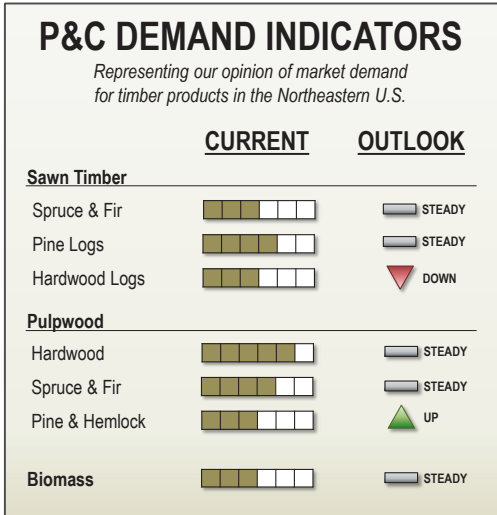 P&C DEMAND INDICATORS
Representing our opinion of market demand
for timber products in the Northeastern U.S.
CURRENT OUTLOOK
Sawn Timber
Spruce & Fir STEADY
Pine Logs STEADY
Hardwood Logs DOWN
Pulpwood
Hardwood STEADY
Spruce & Fir STEADY
Pine & Hemlock UP
Biomass STEADY